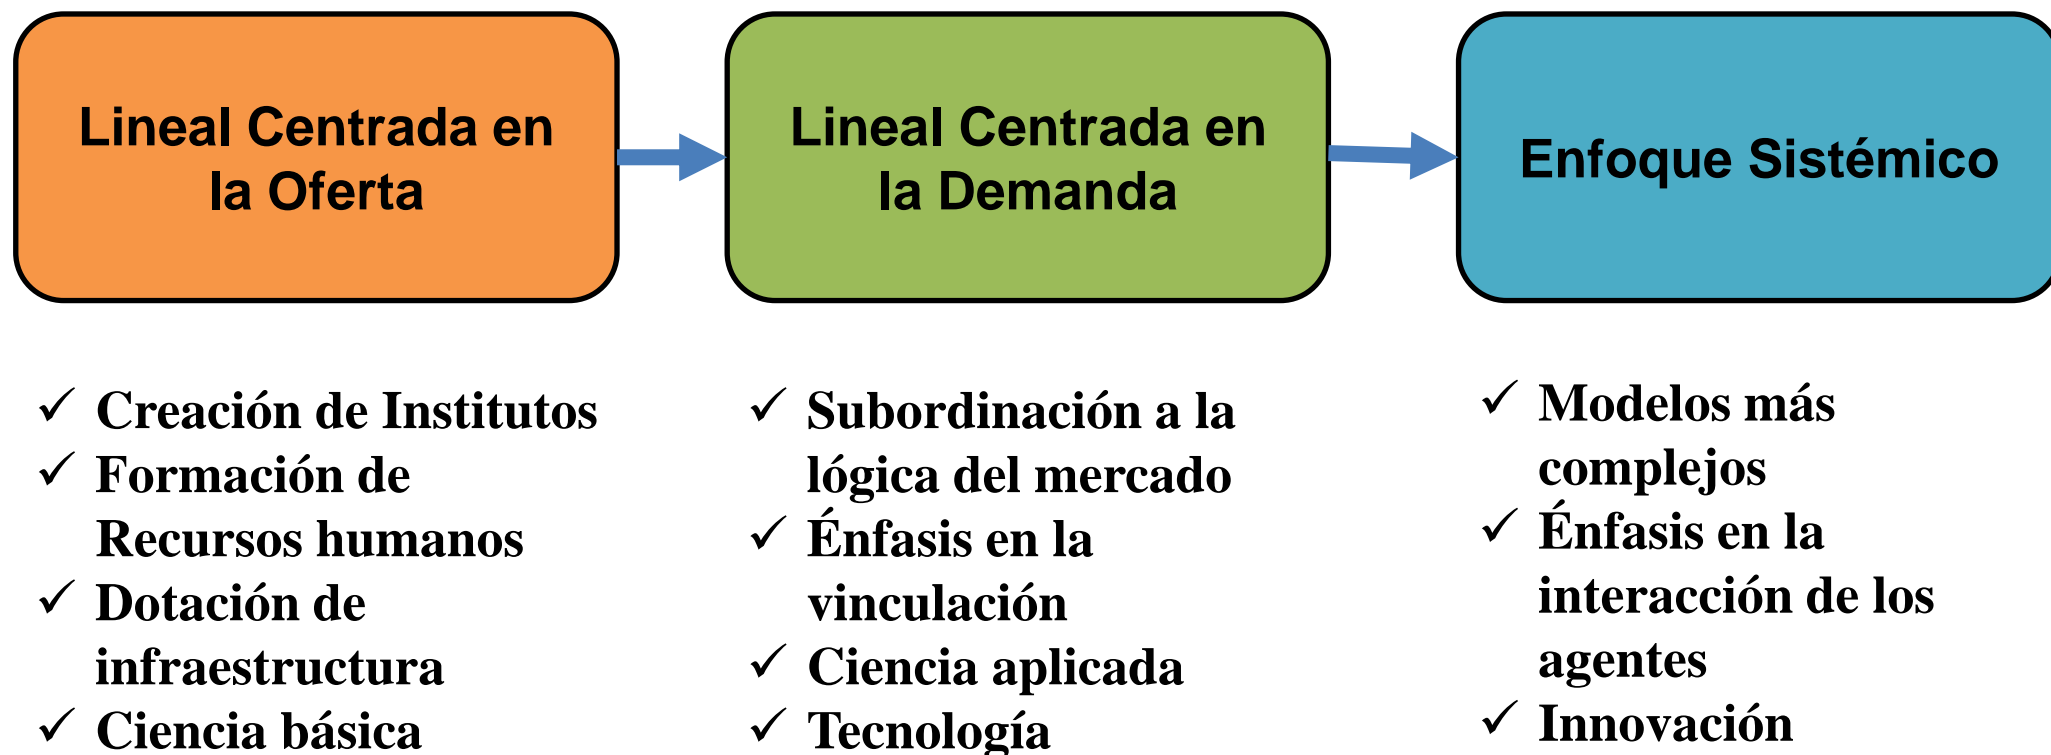 Lineal Centrada en
la Oferta
Lineal Centrada en
la Demanda
Enfoque Sistémico
✓ Creación de Institutos
✓ Formación de
Recursos humanos
✓ Dotación de
infraestructura
✓ Ciencia básica
✓ Subordinación a la
lógica del mercado
✓ Énfasis en la
vinculación
✓ Ciencia aplicada
✓ Tecnología
✓ Modelos más
complejos
✓ Énfasis en la
interacción de los
agentes
✓ Innovación